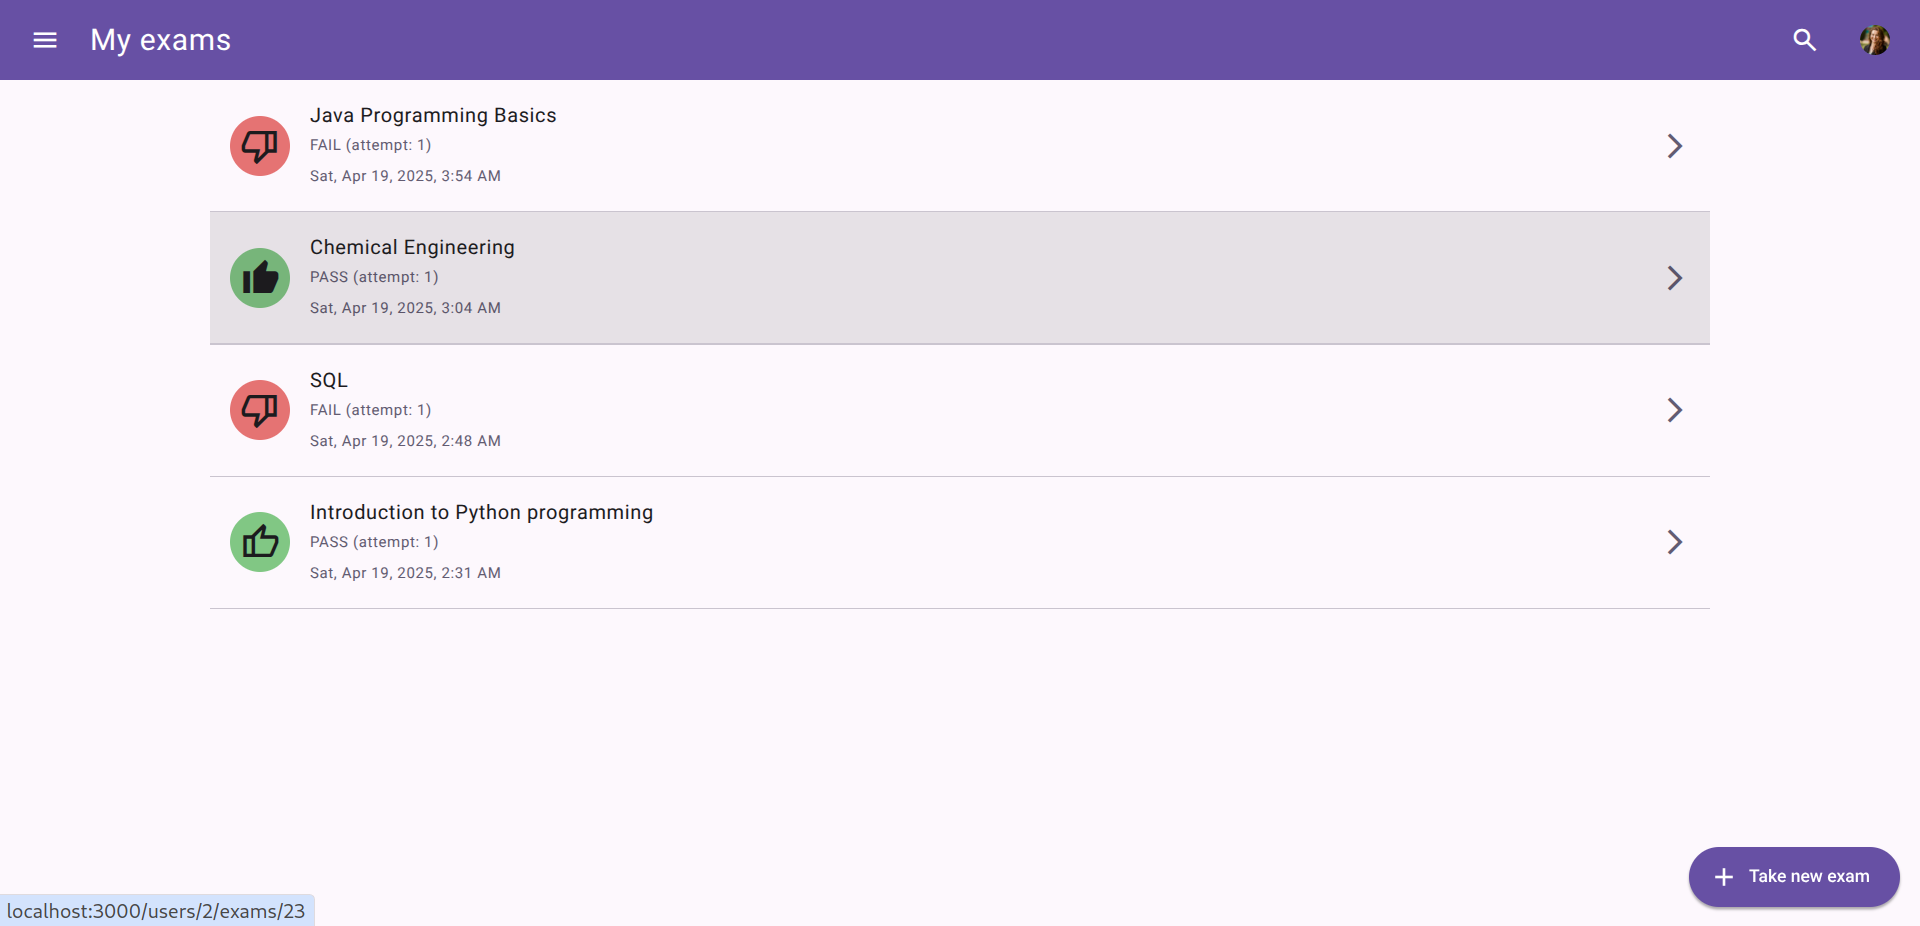 My exams
Java Programming Basics
FAIL (attempt: 1)
Sat, Apr 19, 2025, 3:54 AM
Chemical Engineering
PASS (attempt: 1)
Sat, Apr 19, 2025, 3:04 AM
SQL
FAIL (attempt: 1)
Sat, Apr 19, 2025, 2:48 AM
Introduction to Python programming
PASS (attempt: 1)
Sat, Apr 19, 2025, 2:31 AM
Take new exam
localhost:3000/users/2/exams/23